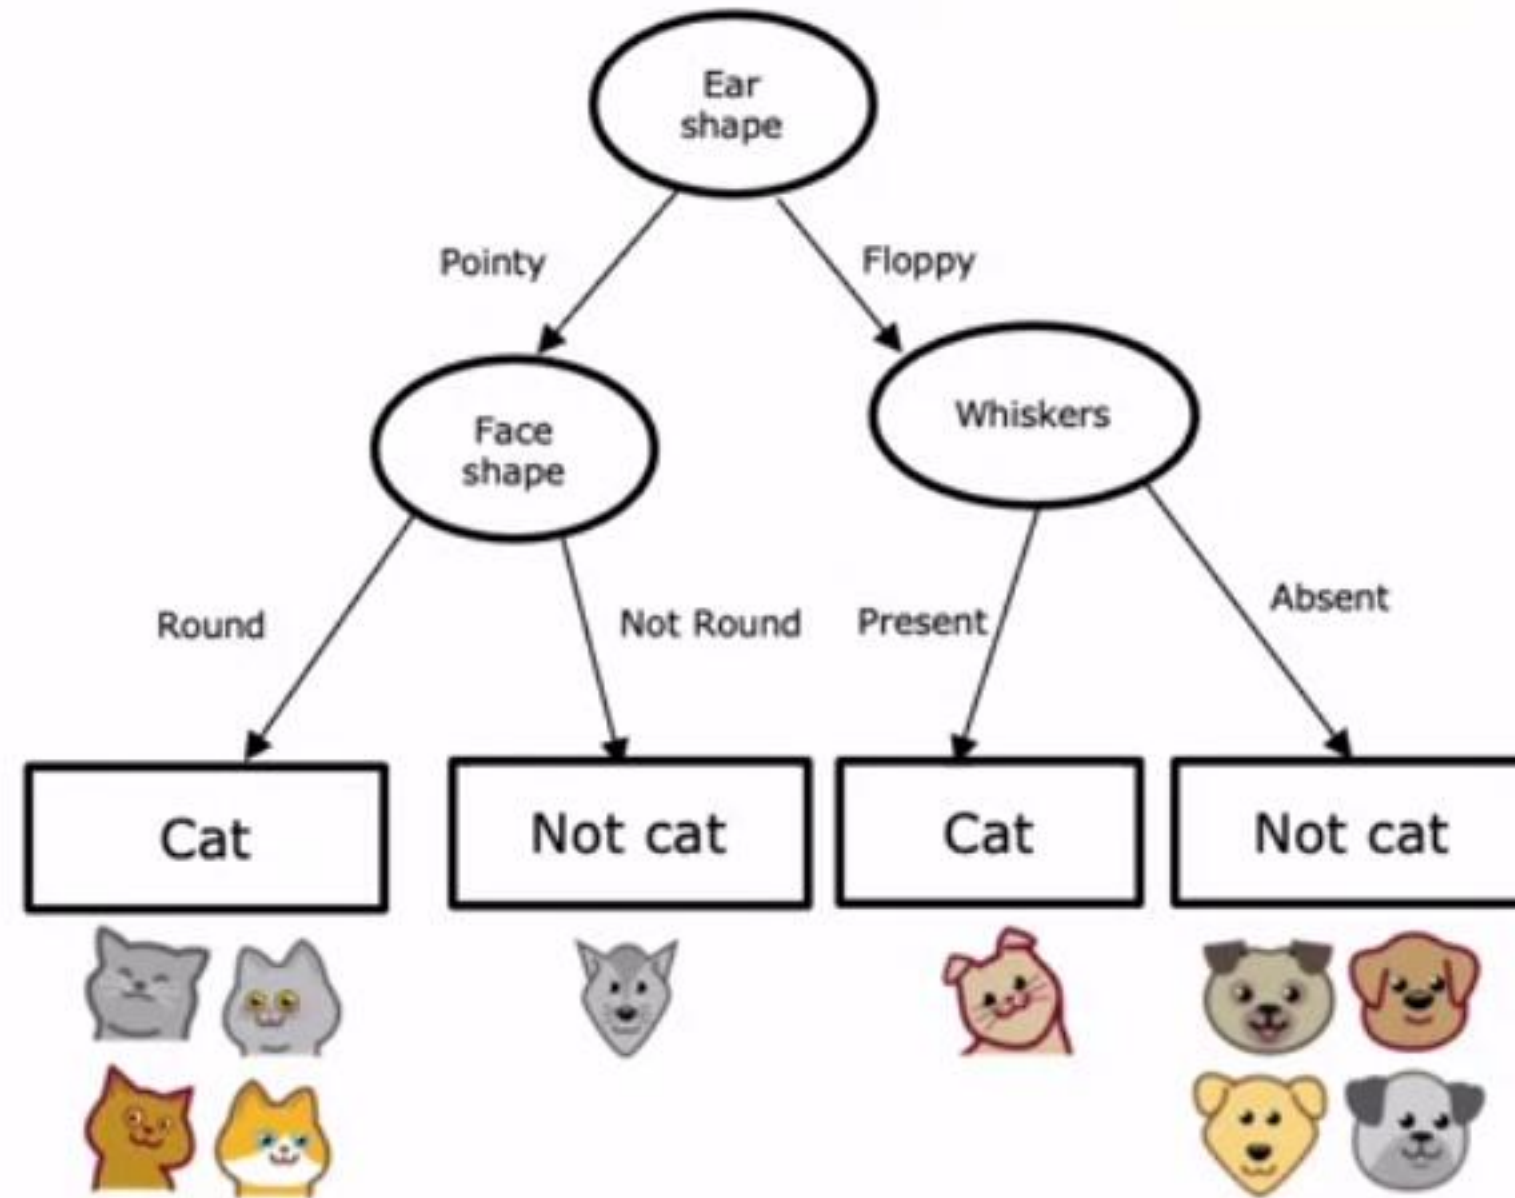 Ear
shape
Pointy
Floppy
Face
shape
Whiskers
Round
Not Round
Present
Absent
Cat
Not cat
Cat
Not cat